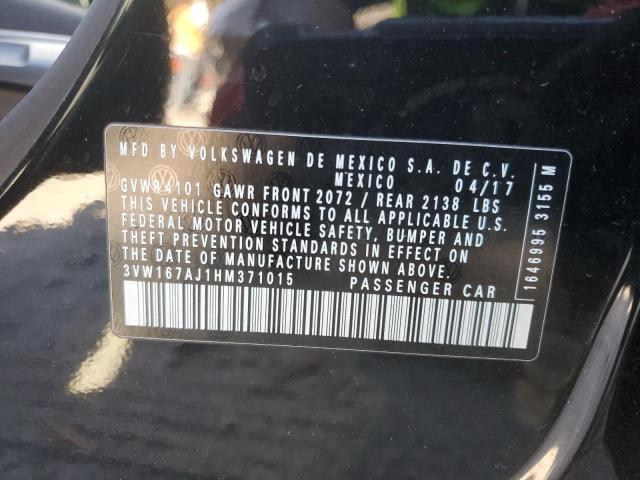 MFD BY VOLKSWAGEN DE MEXICO S.A. DE C.V.
MEXICO 04/17
GVWR4101 GAWR FRONT 2072 / REAR 2138 LBS
THIS VEHICLE CONFORMS TO ALL APPLICABLE U.S.
FEDERAL MOTOR VEHICLE SAFETY, BUMPER AND
THEFT PREVENTION STANDARDS IN EFFECT ON
THE DATE OF MANUFACTURE SHOWN ABOVE.
3VW167AJ1HM371015 PASSENGER CAR
1646995 3155 M